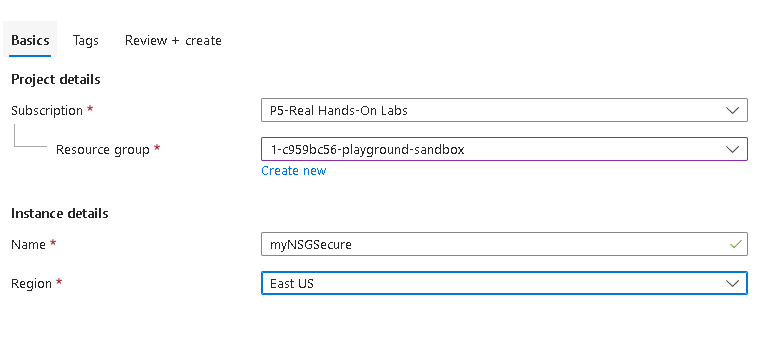 Basics Tags Review + create
Project details
Subscription * P5-Real Hands-On Labs
Resource group * 1-c959bc56-playground-sandbox
Create new
Instance details
Name * myNSGSecure
Region * East US